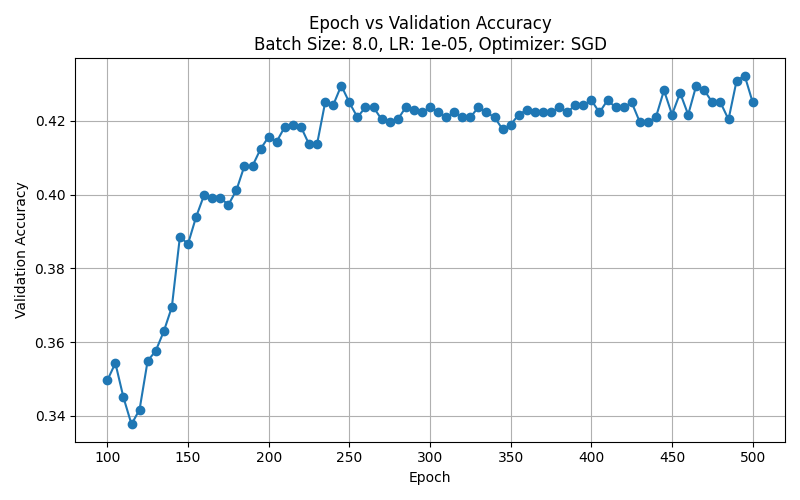 Epoch vs Validation Accuracy
Batch Size: 8.0, LR: 1e-05, Optimizer: SGD
Validation Accuracy
0.42
0.40
0.38
0.36
0.34
100 150 200 250 300 350 400 450 500
Epoch